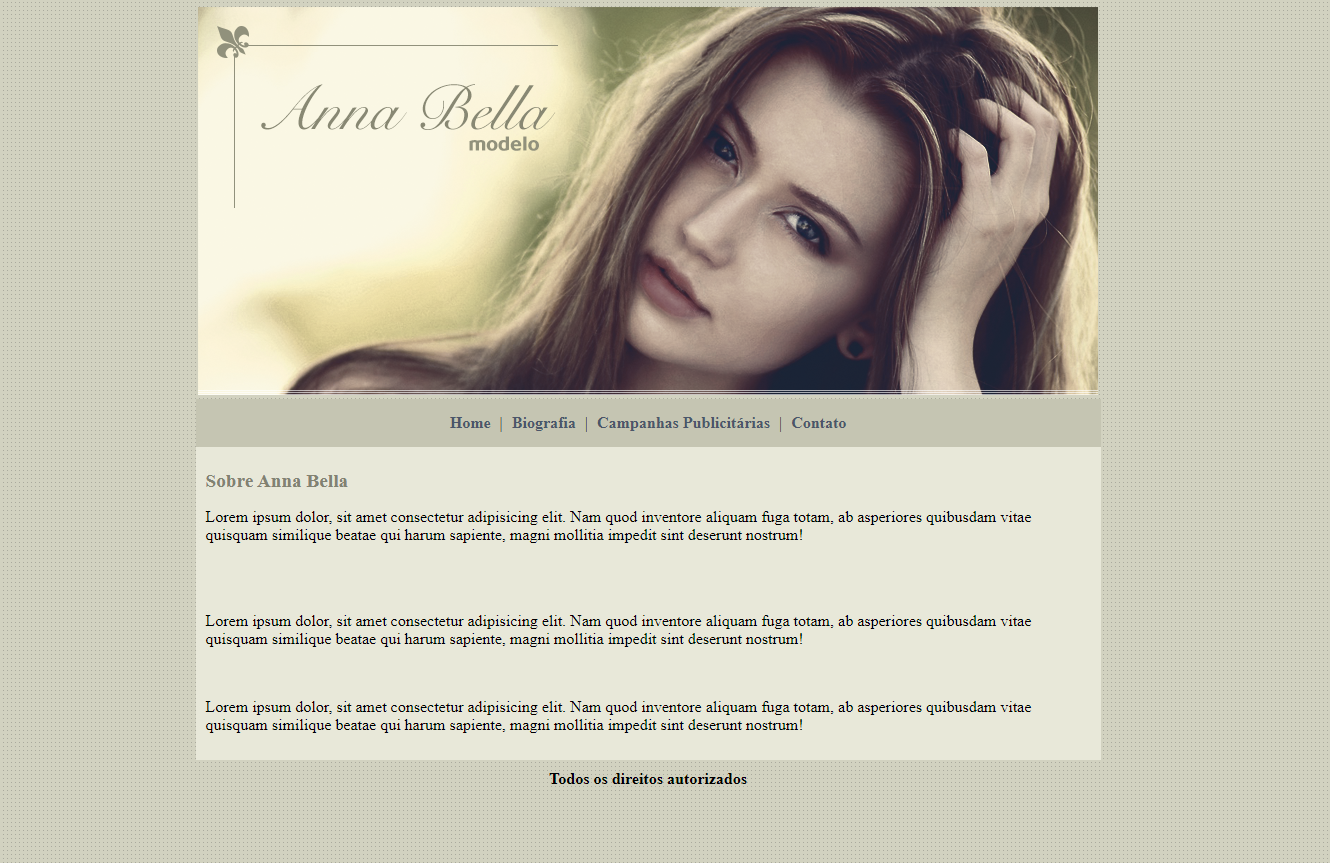 Anna Bella
modelo
Home | Biografia | Campanhas Publicitárias | Contato
Sobre Anna Bella
Lorem ipsum dolor, sit amet consectetur adipisicing elit. Nam quod inventore aliquam fuga totam, ab asperiores quibusdam vitae
quisquam similique beatae qui harum sapiente, magni mollitia impedit sint deserunt nostrum!
Lorem ipsum dolor, sit amet consectetur adipisicing elit. Nam quod inventore aliquam fuga totam, ab asperiores quibusdam vitae
quisquam similique beatae qui harum sapiente, magni mollitia impedit sint deserunt nostrum!
Lorem ipsum dolor, sit amet consectetur adipisicing elit. Nam quod inventore aliquam fuga totam, ab asperiores quibusdam vitae
quisquam similique beatae qui harum sapiente, magni mollitia impedit sint deserunt nostrum!
Todos os direitos autorizados